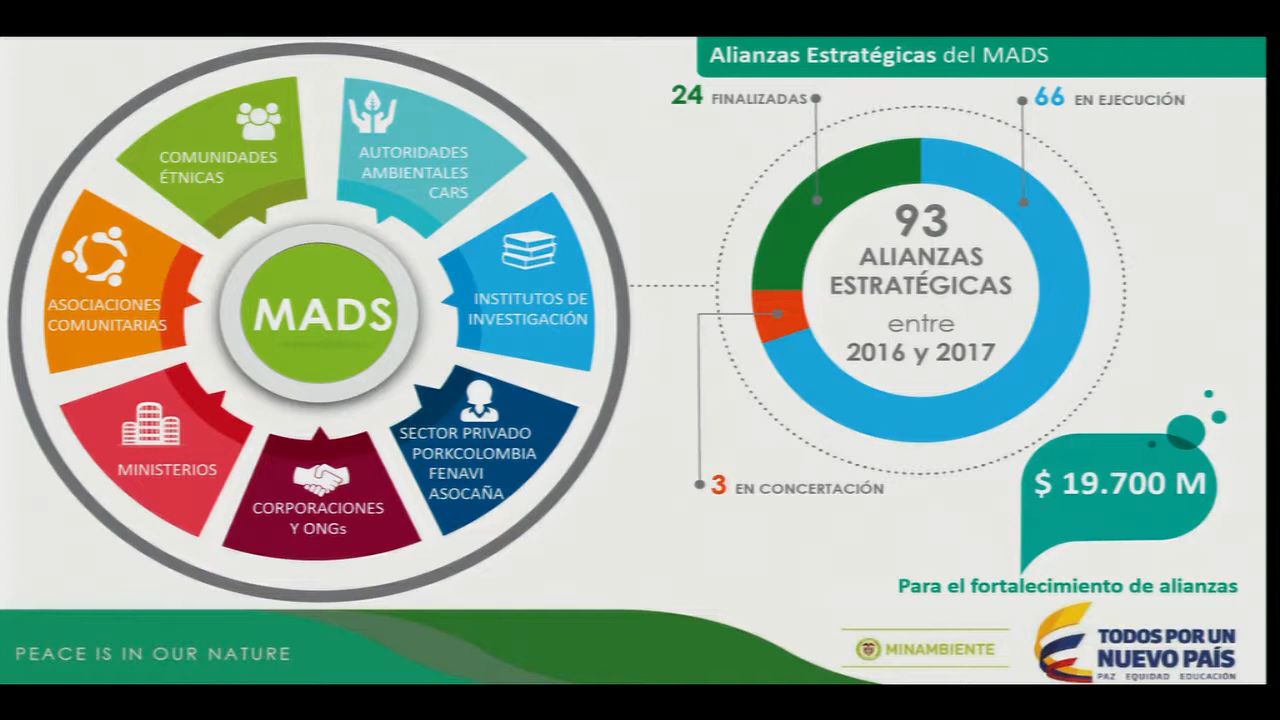 Alianzas Estratégicas del MADS
COMUNIDADES
ÉTNICAS
AUTORIDADES
AMBIENTALES
CARS
ASOCIACIONES
COMUNITARIAS
MADS
INSTITUTOS DE
INVESTIGACIÓN
MINISTERIOS
CORPORACIONES
Y ONGs
SECTOR PRIVADO
PORKCOLOMBIA
FENAVI
ASOCAÑA
24 FINALIZADAS
66 EN EJECUCIÓN
93
ALIANZAS
ESTRATÉGICAS
entre
2016 y 2017
3 EN CONCERTACIÓN
$ 19.700 M
Para el fortalecimiento de alianzas
PEACE IS IN OUR NATURE
MINAMBIENTE
TODOS POR UN
NUEVO PAÍS
PAZ EQUIDAD EDUCACIÓN